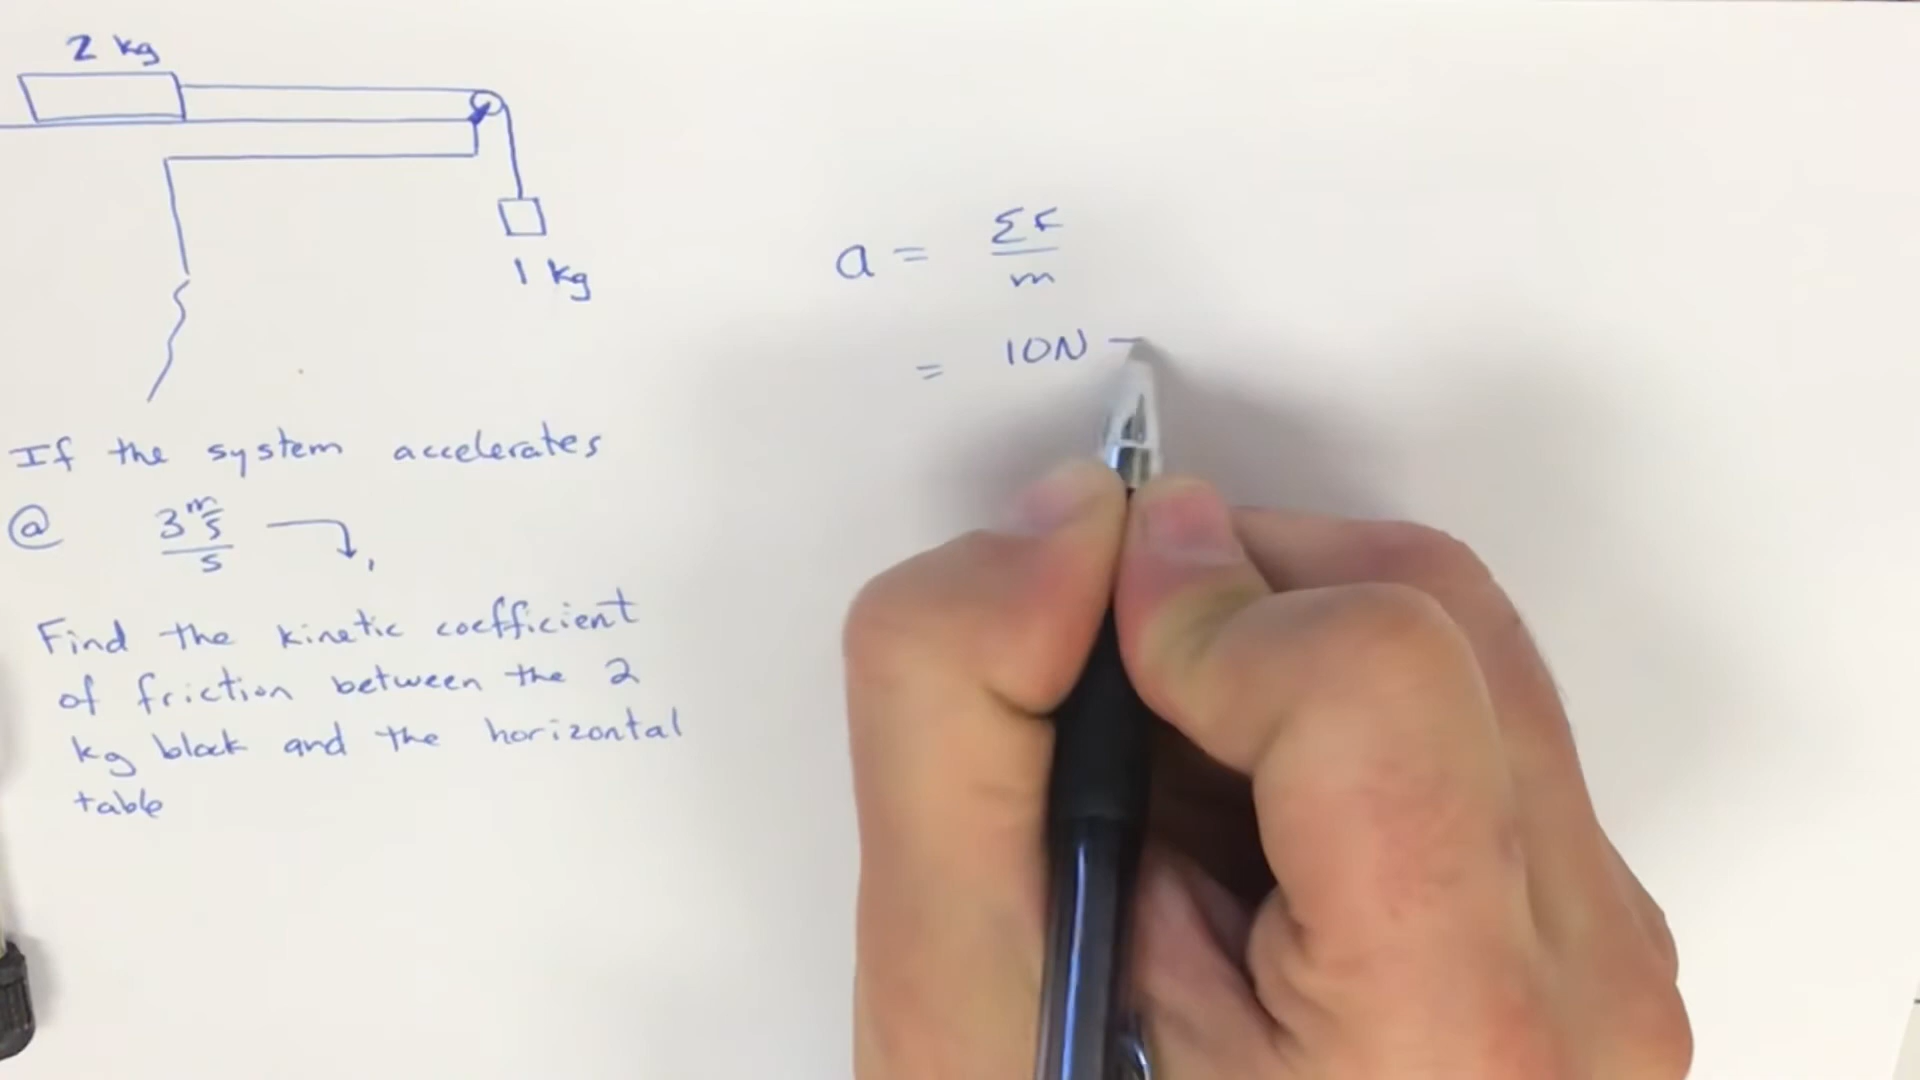 2 kg
1 kg
If the system accelerates
@ 3 m/s
s
,
Find the kinetic coefficient
of friction between the 2
kg block and the horizontal
table
a = ΣF
m
= 10N −